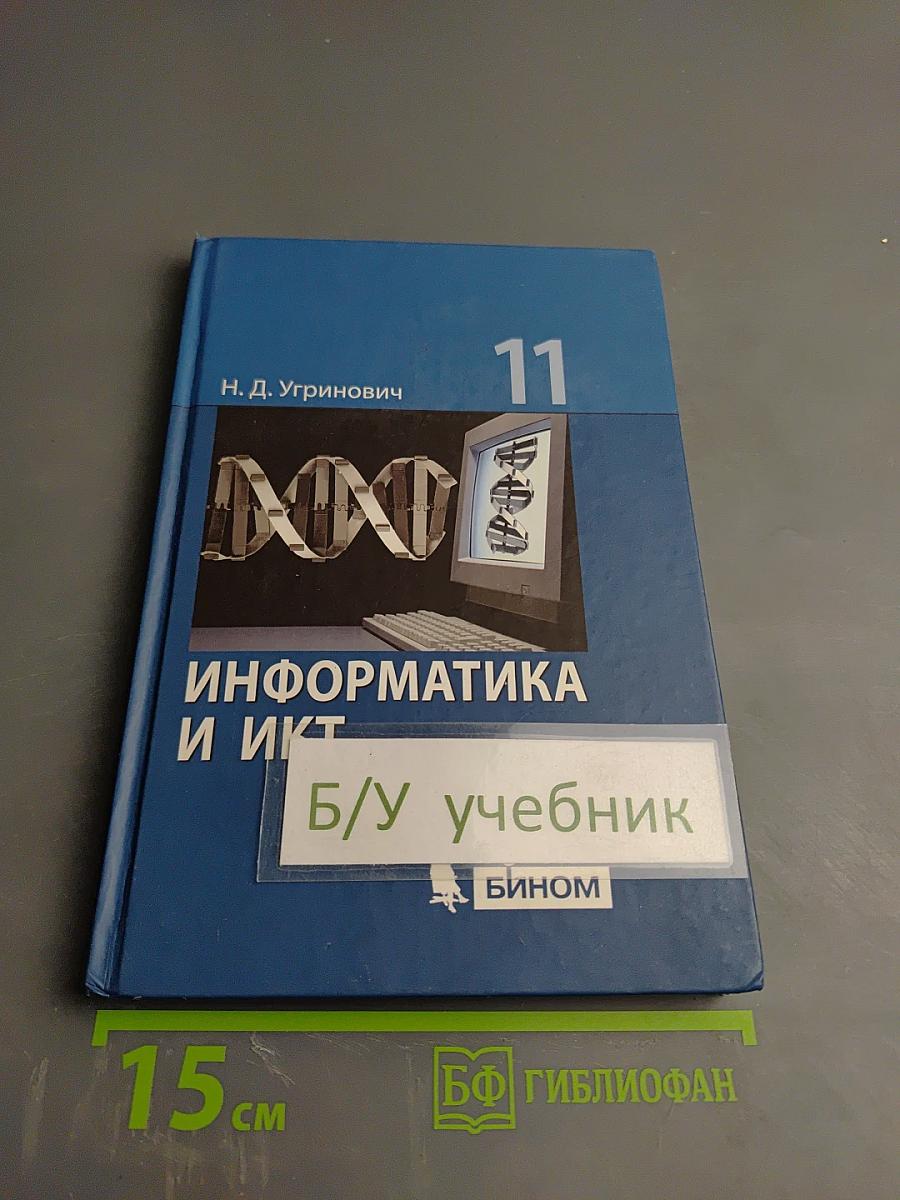 11
Н. Д. Угринович
ИНФОРМАТИКА
И ИКТ
Б/У учебник
БИНОМ
15 см
БФ ГИБЛИОФАН